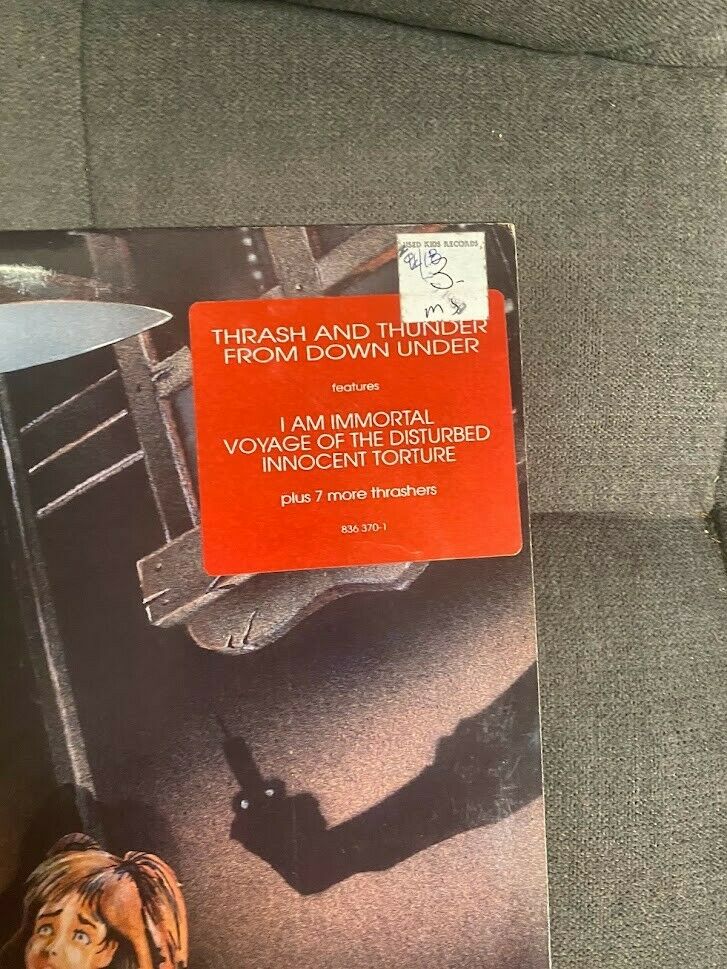 USED KIDS RECORDS
3-
m
THRASH AND THUNDER
FROM DOWN UNDER
features
I AM IMMORTAL
VOYAGE OF THE DISTURBED
INNOCENT TORTURE
plus 7 more thrashers
836 370-1